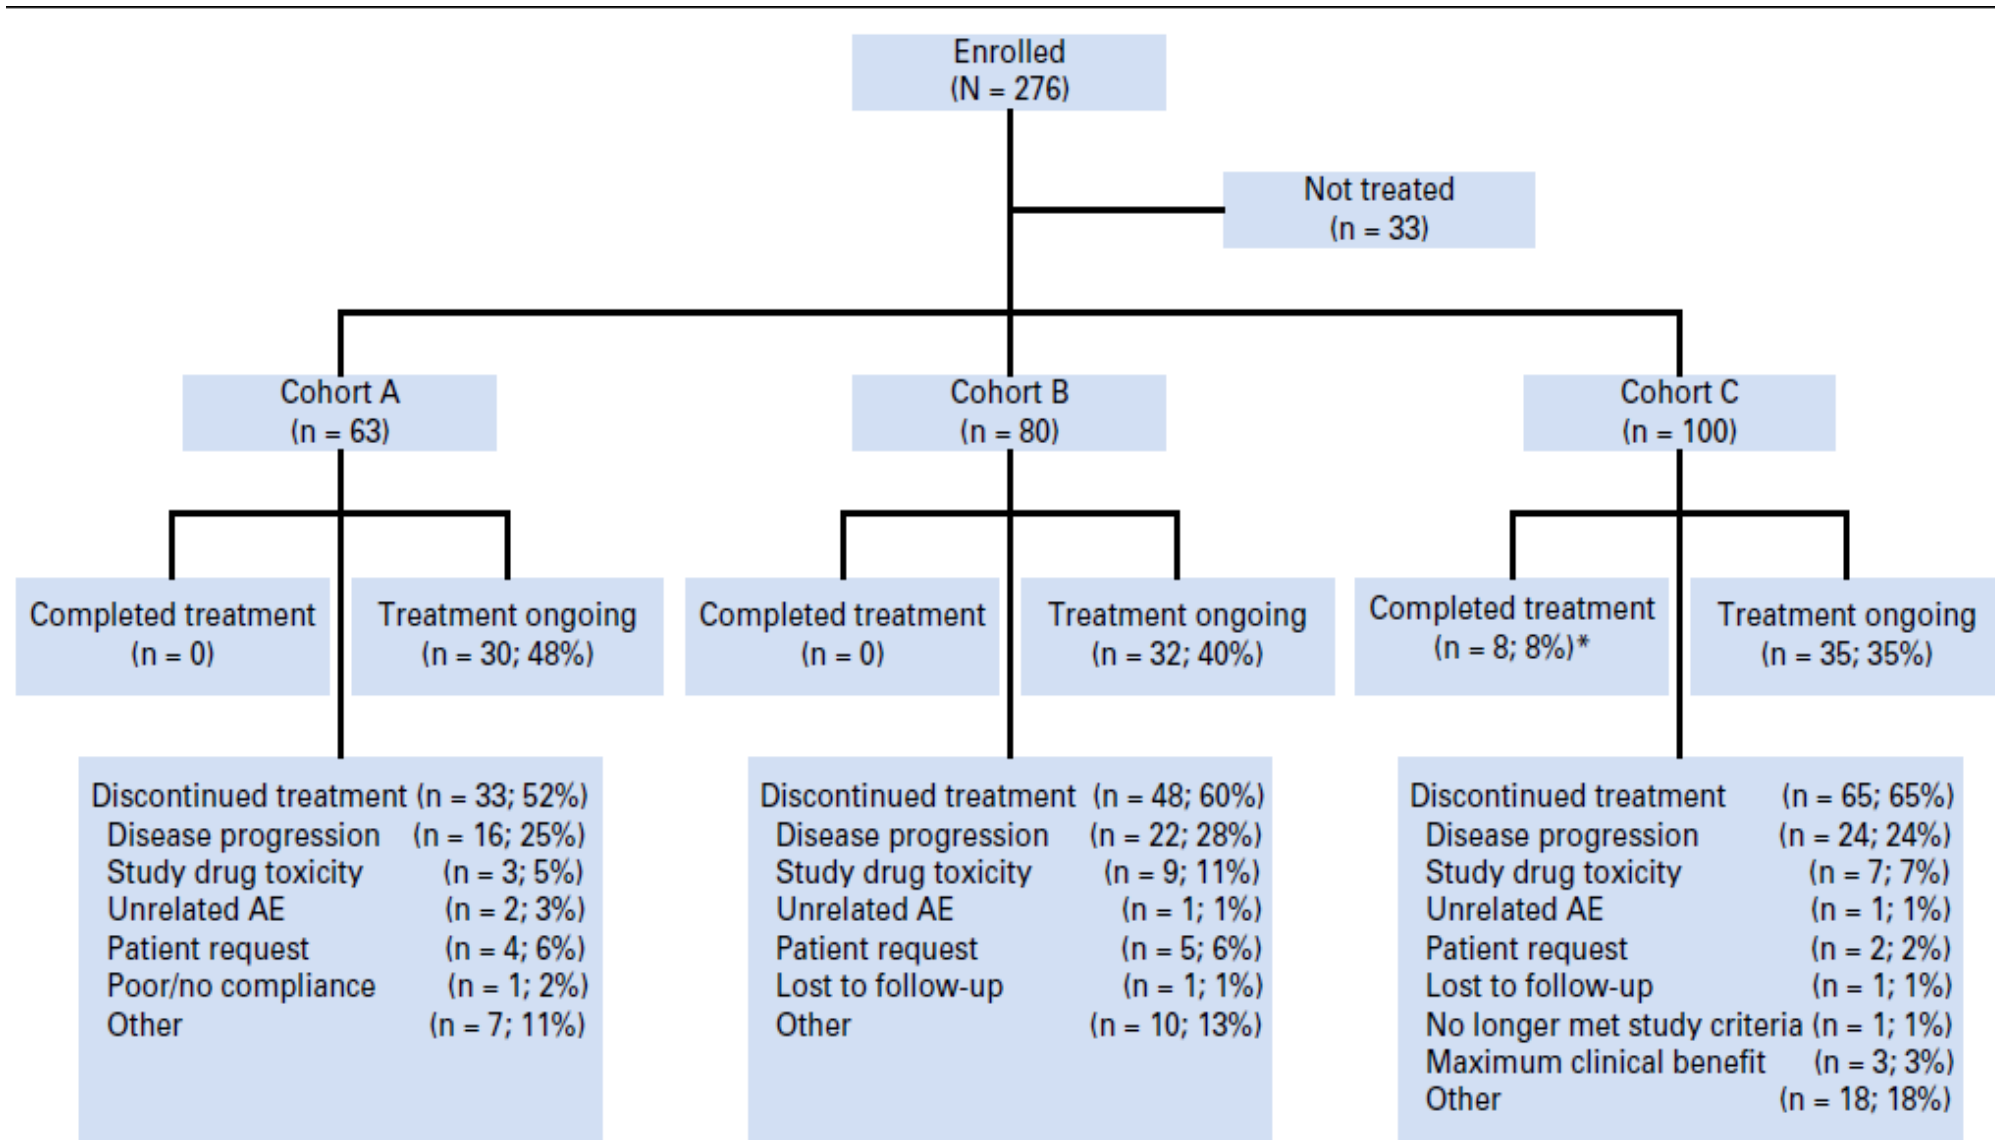 Enrolled
(N = 276)
Not treated
(n = 33)
Cohort A
(n = 63)
Cohort B
(n = 80)
Cohort C
(n = 100)
Completed treatment
(n = 0)
Treatment ongoing
(n = 30; 48%)
Completed treatment
(n = 0)
Treatment ongoing
(n = 32; 40%)
Completed treatment
(n = 8; 8%)*
Treatment ongoing
(n = 35; 35%)
Discontinued treatment (n = 33; 52%)
Disease progression (n = 16; 25%)
Study drug toxicity (n = 3; 5%)
Unrelated AE (n = 2; 3%)
Patient request (n = 4; 6%)
Poor/no compliance (n = 1; 2%)
Other (n = 7; 11%)
Discontinued treatment (n = 48; 60%)
Disease progression (n = 22; 28%)
Study drug toxicity (n = 9; 11%)
Unrelated AE (n = 1; 1%)
Patient request (n = 5; 6%)
Lost to follow-up (n = 1; 1%)
Other (n = 10; 13%)
Discontinued treatment (n = 65; 65%)
Disease progression (n = 24; 24%)
Study drug toxicity (n = 7; 7%)
Unrelated AE (n = 1; 1%)
Patient request (n = 2; 2%)
Lost to follow-up (n = 1; 1%)
No longer met study criteria (n = 1; 1%)
Maximum clinical benefit (n = 3; 3%)
Other (n = 18; 18%)